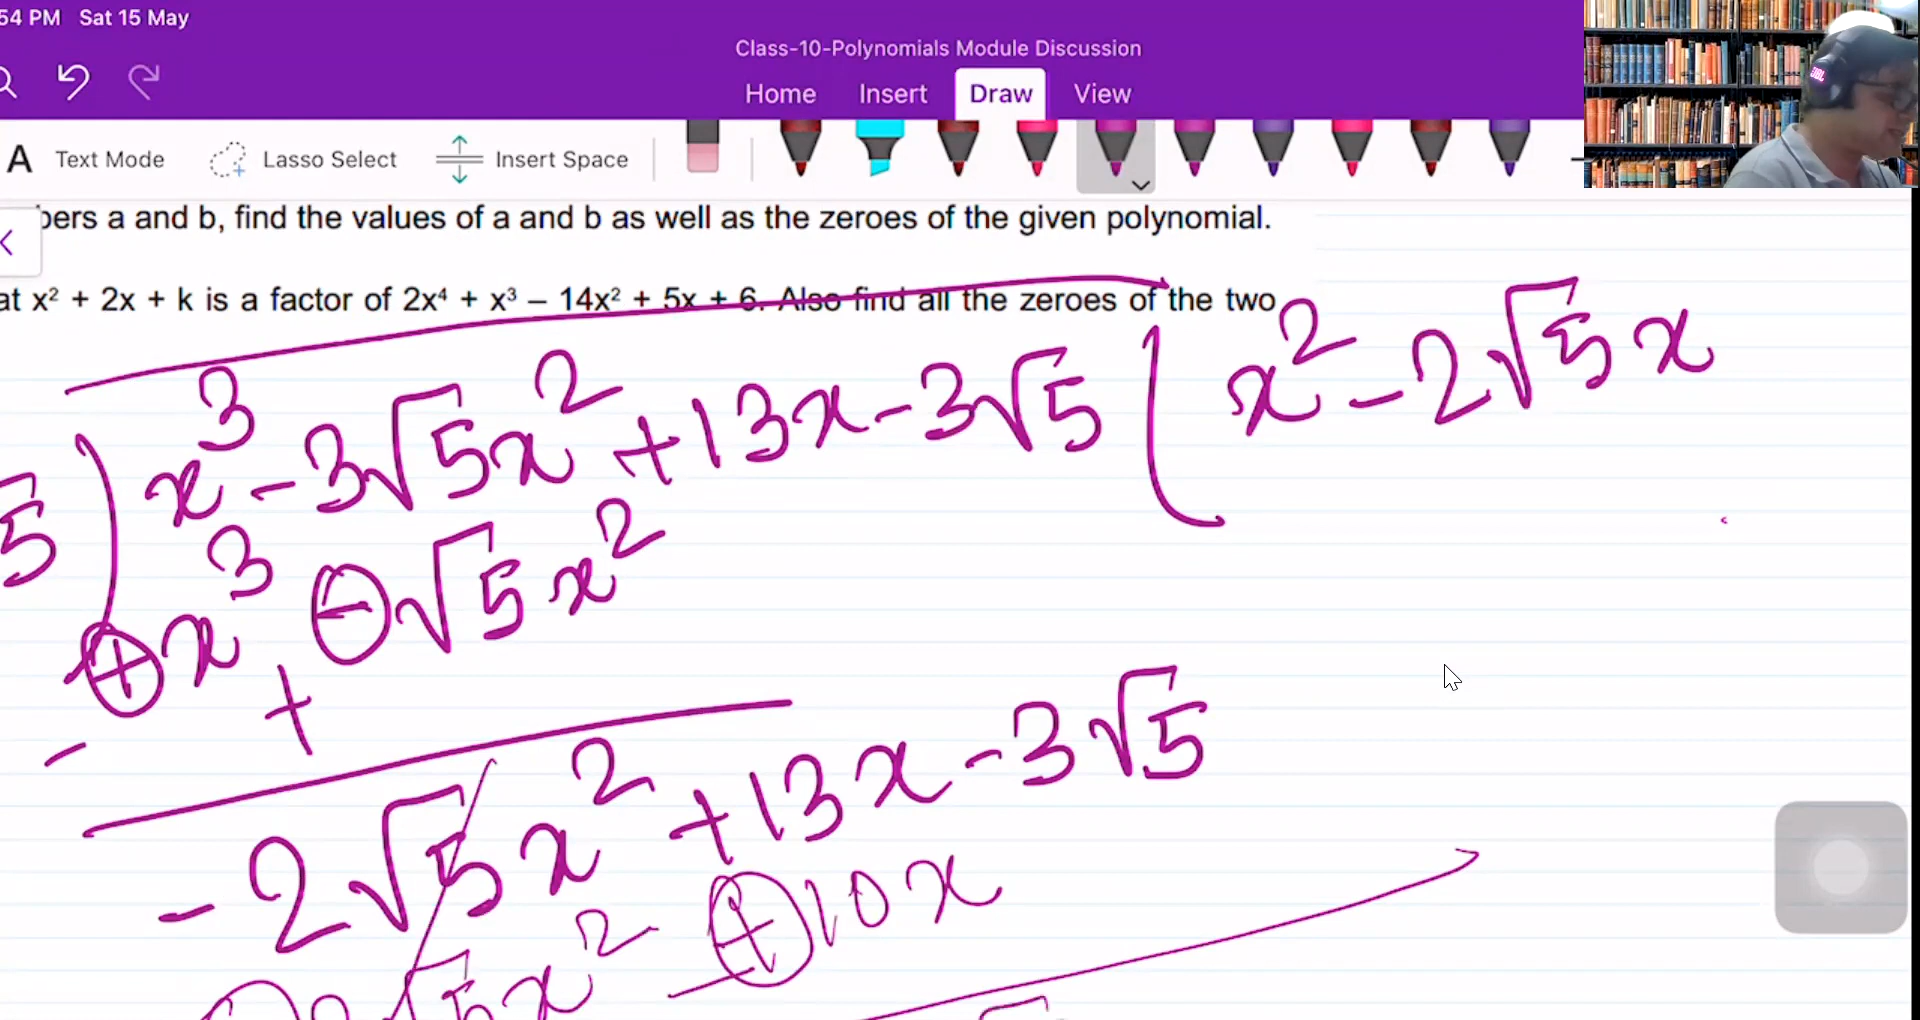 54 PM Sat 15 May
Class-10-Polynomials Module Discussion
Home Insert Draw View
A Text Mode Lasso Select Insert Space
bers a and b, find the values of a and b as well as the zeroes of the given polynomial.
at x² + 2x + k is a factor of 2x⁴ + x³ – 14x² + 5x + 6. Also find all the zeroes of the two
√5 ) x³ - 3√5x² + 13x - 3√5 ( x² - 2√5x
+ x³ - √5x²
- +
- 2√5x² + 13x - 3√5
2√5x² + 10x
-
JBL